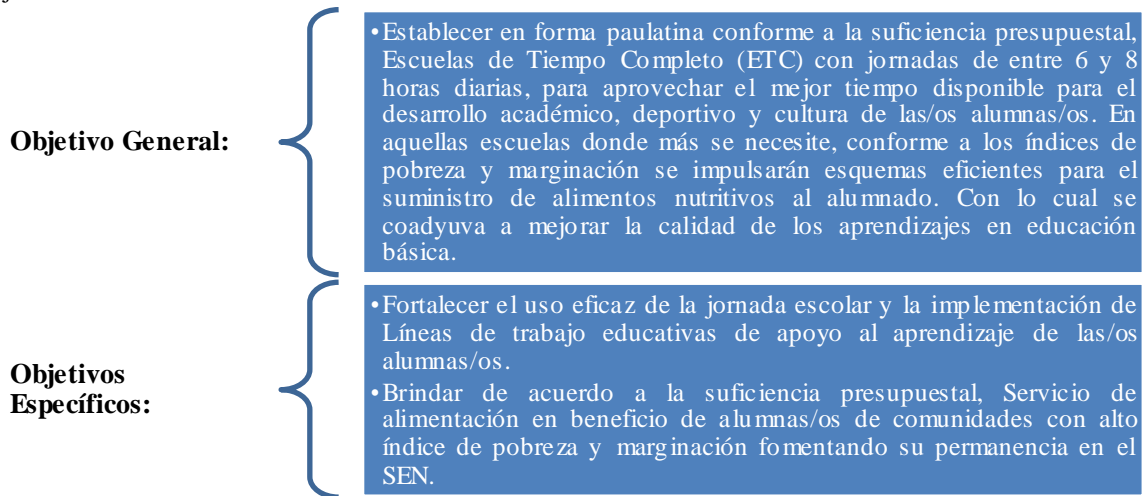 Objetivo General:
•Establecer en forma paulatina conforme a la suficiencia presupuestal,
Escuelas de Tiempo Completo (ETC) con jornadas de entre 6 y 8
horas diarias, para aprovechar el mejor tiempo disponible para el
desarrollo académico, deportivo y cultura de las/os alumnas/os. En
aquellas escuelas donde más se necesite, conforme a los índices de
pobreza y marginación se impulsarán esquemas eficientes para el
suministro de alimentos nutritivos al alumnado. Con lo cual se
coadyuva a mejorar la calidad de los aprendizajes en educación
básica.
Objetivos
Específicos:
•Fortalecer el uso eficaz de la jornada escolar y la implementación de
Líneas de trabajo educativas de apoyo al aprendizaje de las/os
alumnas/os.
•Brindar de acuerdo a la suficiencia presupuestal, Servicio de
alimentación en beneficio de alumnas/os de comunidades con alto
índice de pobreza y marginación fomentando su permanencia en el
SEN.